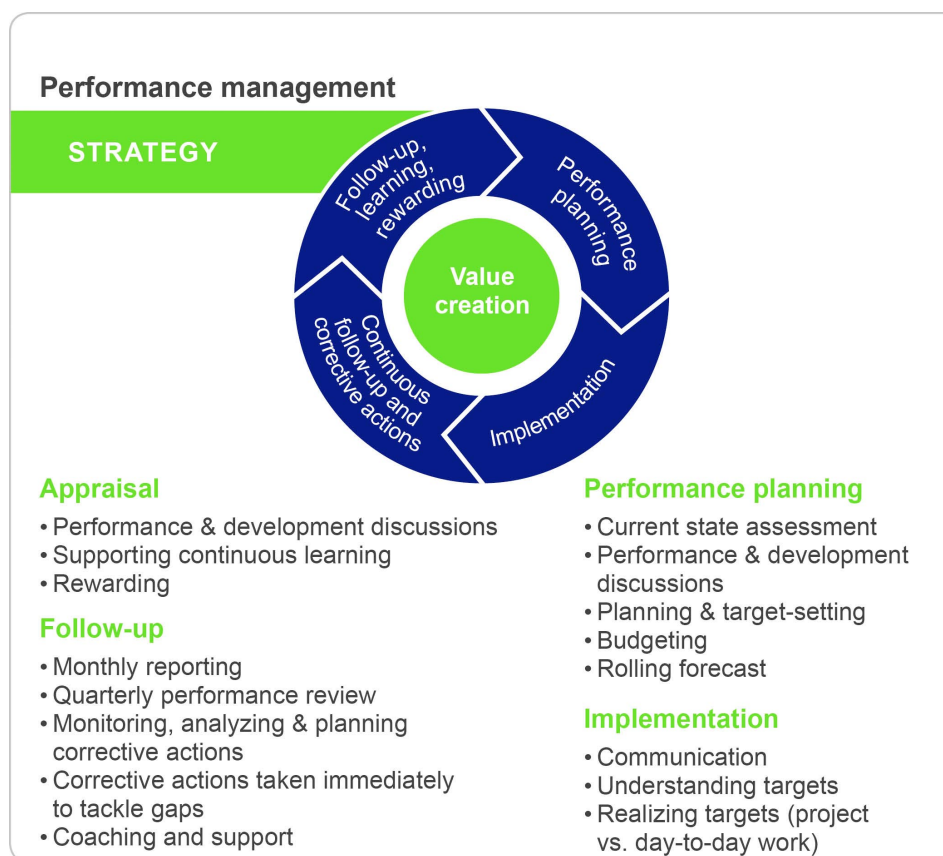 Performance management
STRATEGY
Follow-up,
learning,
rewarding
Performance
planning
Value
creation
Continuous
follow-up and
corrective actions
Implementation
Appraisal
• Performance & development discussions
• Supporting continuous learning
• Rewarding
Follow-up
• Monthly reporting
• Quarterly performance review
• Monitoring, analyzing & planning
corrective actions
• Corrective actions taken immediately
to tackle gaps
• Coaching and support
Performance planning
• Current state assessment
• Performance & development
discussions
• Planning & target-setting
• Budgeting
• Rolling forecast
Implementation
• Communication
• Understanding targets
• Realizing targets (project
vs. day-to-day work)